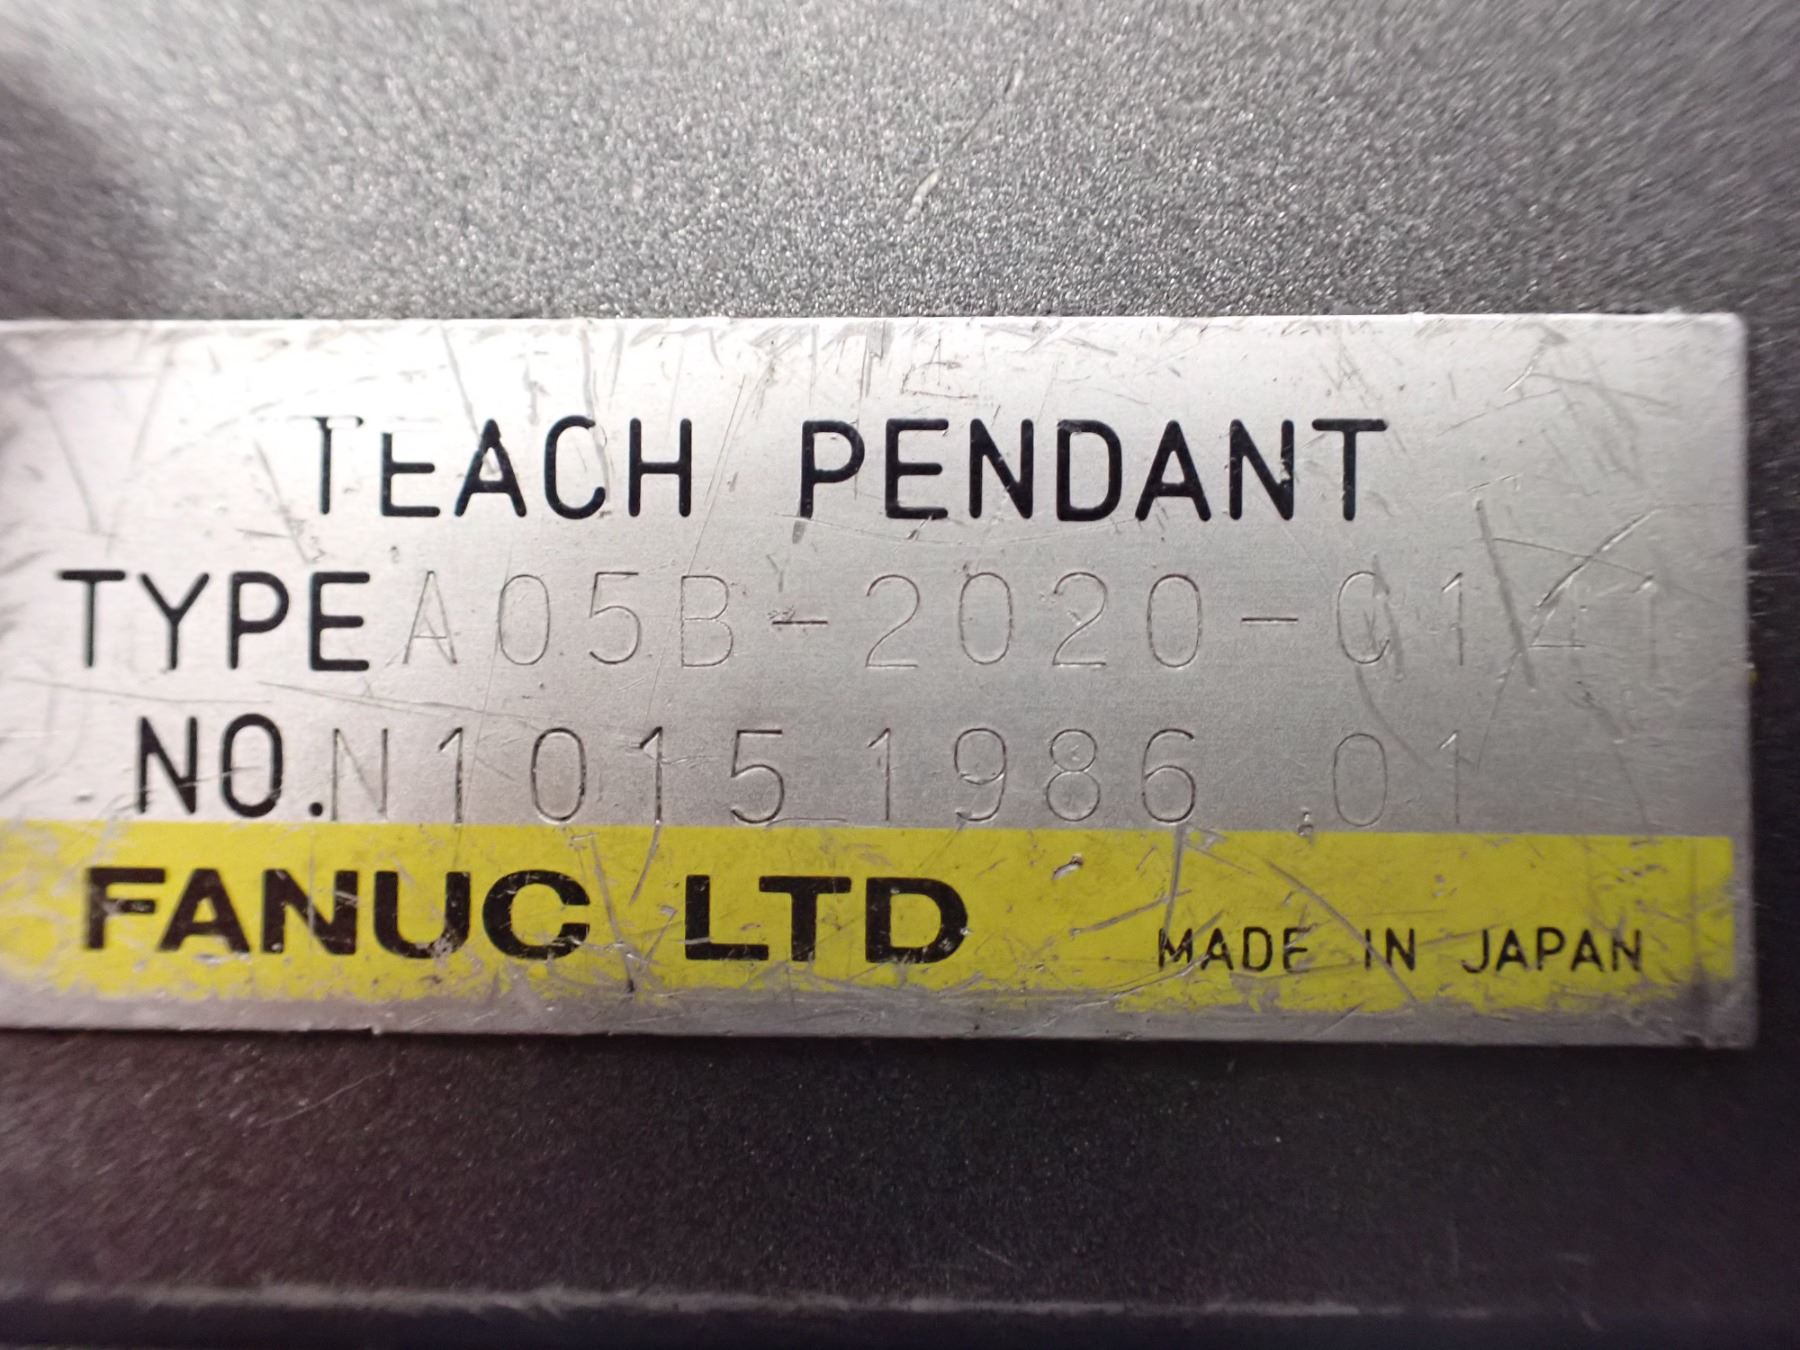 TEACH PENDANT
TYPE A05B-2020-C141
NO. N1015 1986 .01
FANUC LTD MADE IN JAPAN